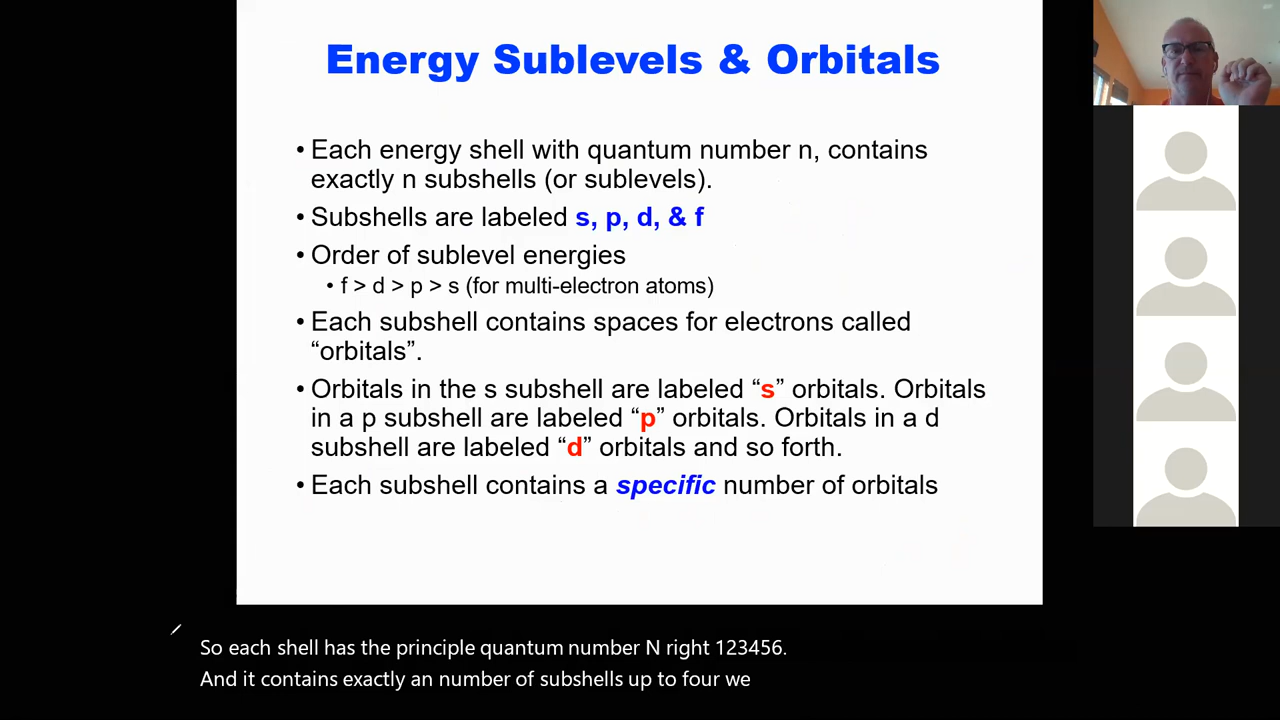 Energy Sublevels & Orbitals
• Each energy shell with quantum number n, contains
exactly n subshells (or sublevels).
• Subshells are labeled s, p, d, & f
• Order of sublevel energies
• f > d > p > s (for multi-electron atoms)
• Each subshell contains spaces for electrons called
“orbitals”.
• Orbitals in the s subshell are labeled “s” orbitals. Orbitals
in a p subshell are labeled “p” orbitals. Orbitals in a d
subshell are labeled “d” orbitals and so forth.
• Each subshell contains a specific number of orbitals
So each shell has the principle quantum number N right 123456.
And it contains exactly an number of subshells up to four we